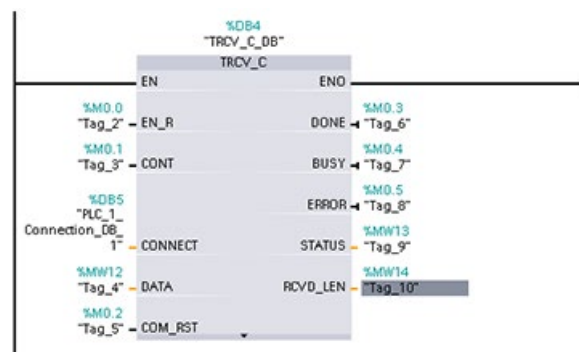 %DB4
"TRCV_C_DB"
TRCV_C
EN ENO
%M0.0 %M0.3
"Tag_2" EN_R DONE "Tag_6"
%M0.1 %M0.4
"Tag_3" CONT BUSY "Tag_7"
%M0.5
%DB5 ERROR "Tag_8"
"PLC_1_
Connection_DB_ %MW13
1" CONNECT STATUS "Tag_9"
%MW12 %MW14
"Tag_4" DATA RCVD_LEN "Tag_10"
%M0.2
"Tag_5" COM_RST